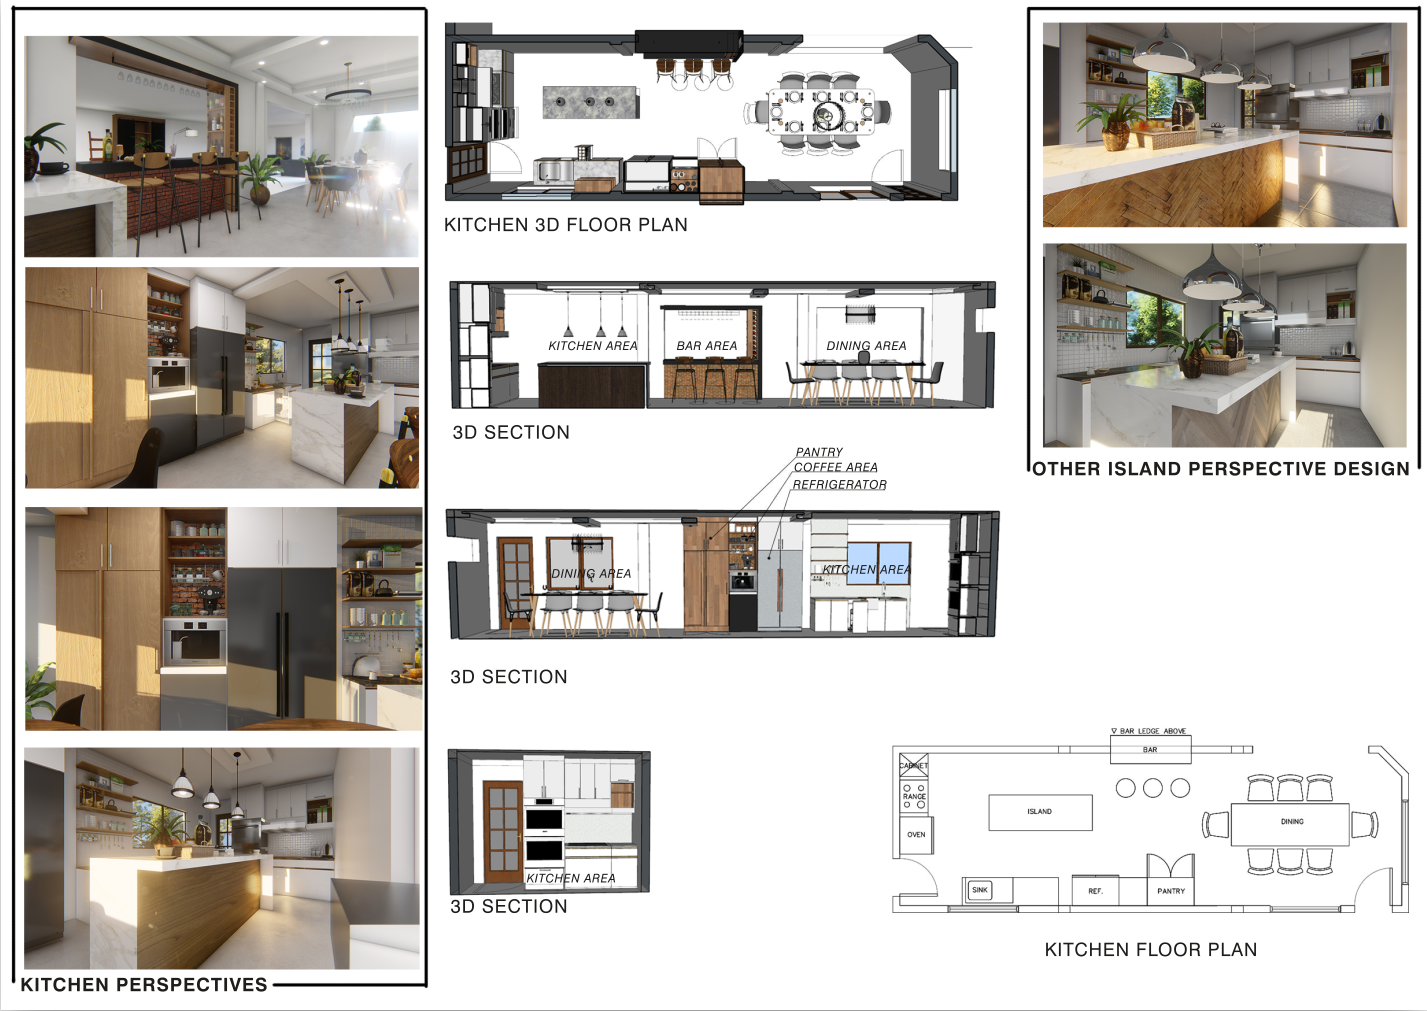 KITCHEN PERSPECTIVES
KITCHEN 3D FLOOR PLAN
KITCHEN AREA
BAR AREA
DINING AREA
3D SECTION
PANTRY
COFFEE AREA
REFRIGERATOR
DINING AREA
KITCHEN AREA
3D SECTION
KITCHEN AREA
3D SECTION
OTHER ISLAND PERSPECTIVE DESIGN
BAR LEDGE ABOVE
BAR
CABINET
RANGE
OVEN
ISLAND
DINING
SINK
REF.
PANTRY
KITCHEN FLOOR PLAN